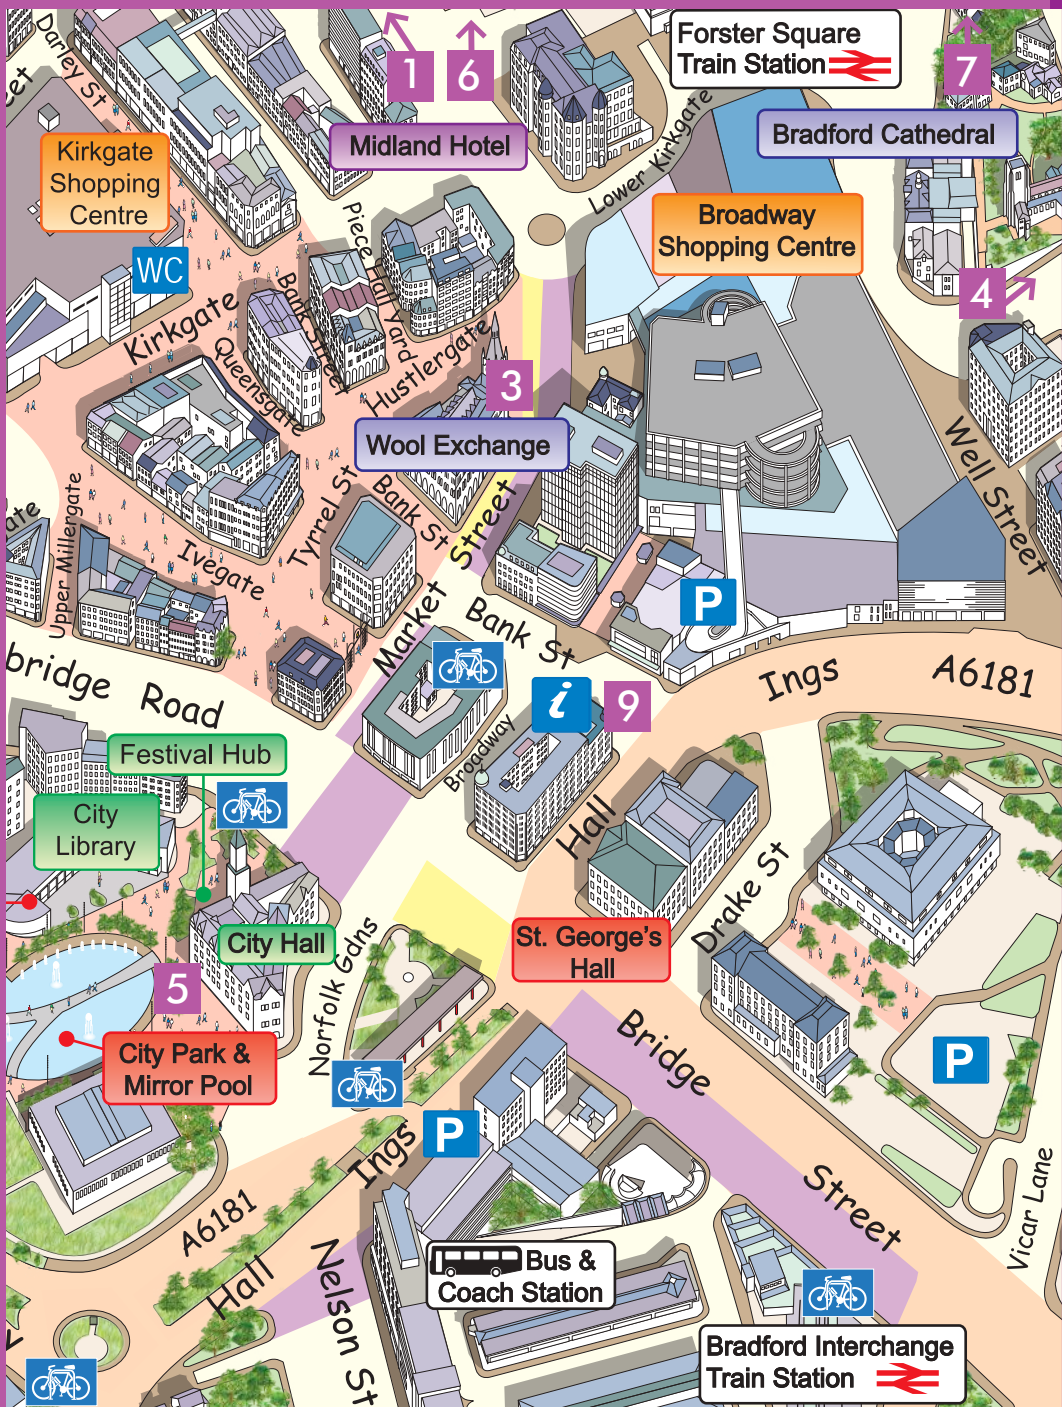 Darley St
eet
1
6
Forster Square
Train Station
7
Midland Hotel
Bradford Cathedral
Kirkgate
Shopping
Centre
Lower Kirkgate
Broadway
Shopping Centre
WC
Piece Hall Yard
4
Kirkgate
Bank Street
Queensgate
Hustlergate
3
Wool Exchange
Well Street
Tyrrel St
Bank St
Market Street
ate
Upper Millergate
Ivegate
P
Bank St
bridge Road
Ings
A6181
i
9
Broadway
Festival Hub
City
Library
Hall
Drake St
City Hall
St. George's
Hall
Norfolk Gdns
5
City Park &
Mirror Pool
Bridge
Street
P
P
Ings
A6181
Hall
Nelson St
Vicar Lane
Bus &
Coach Station
Bradford Interchange
Train Station